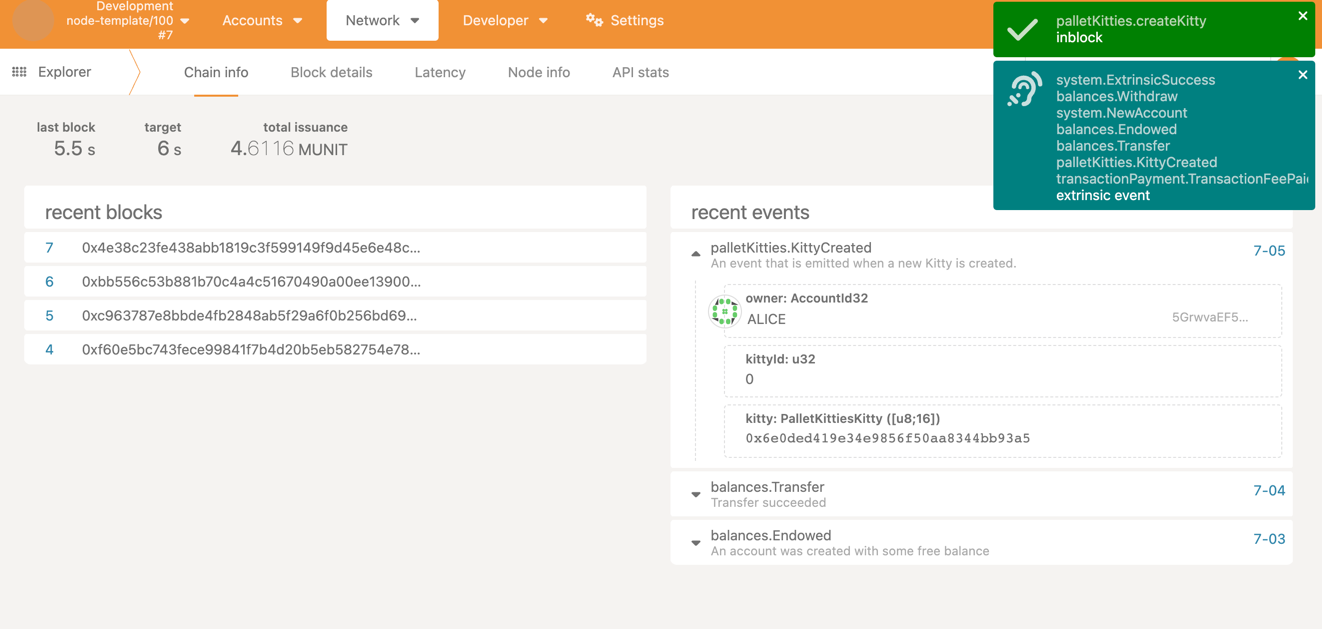 Development
node-template/100
#7
Accounts
Network
Developer
Settings
palletKitties.createKitty
inblock
Explorer
Chain info
Block details
Latency
Node info
API stats
system.ExtrinsicSuccess
balances.Withdraw
system.NewAccount
balances.Endowed
balances.Transfer
palletKitties.KittyCreated
transactionPayment.TransactionFeePaid
extrinsic event
last block
5.5 s
target
6 s
total issuance
4.6116 MUNIT
recent blocks
7 0x4e38c23fe438abb1819c3f599149f9d45e6e48c...
6 0xbb556c53b881b70c4a4c51670490a00ee13900...
5 0xc963787e8bbde4fb2848ab5f29a6f0b256bd69...
4 0xf60e5bc743fece99841f7b4d20b5eb582754e78...
recent events
palletKitties.KittyCreated 7-05
An event that is emitted when a new Kitty is created.
owner: AccountId32
ALICE 5GrwvaEF5...
kittyId: u32
0
kitty: PalletKittiesKitty ([u8;16])
0x6e0ded419e34e9856f50aa8344bb93a5
balances.Transfer 7-04
Transfer succeeded
balances.Endowed 7-03
An account was created with some free balance